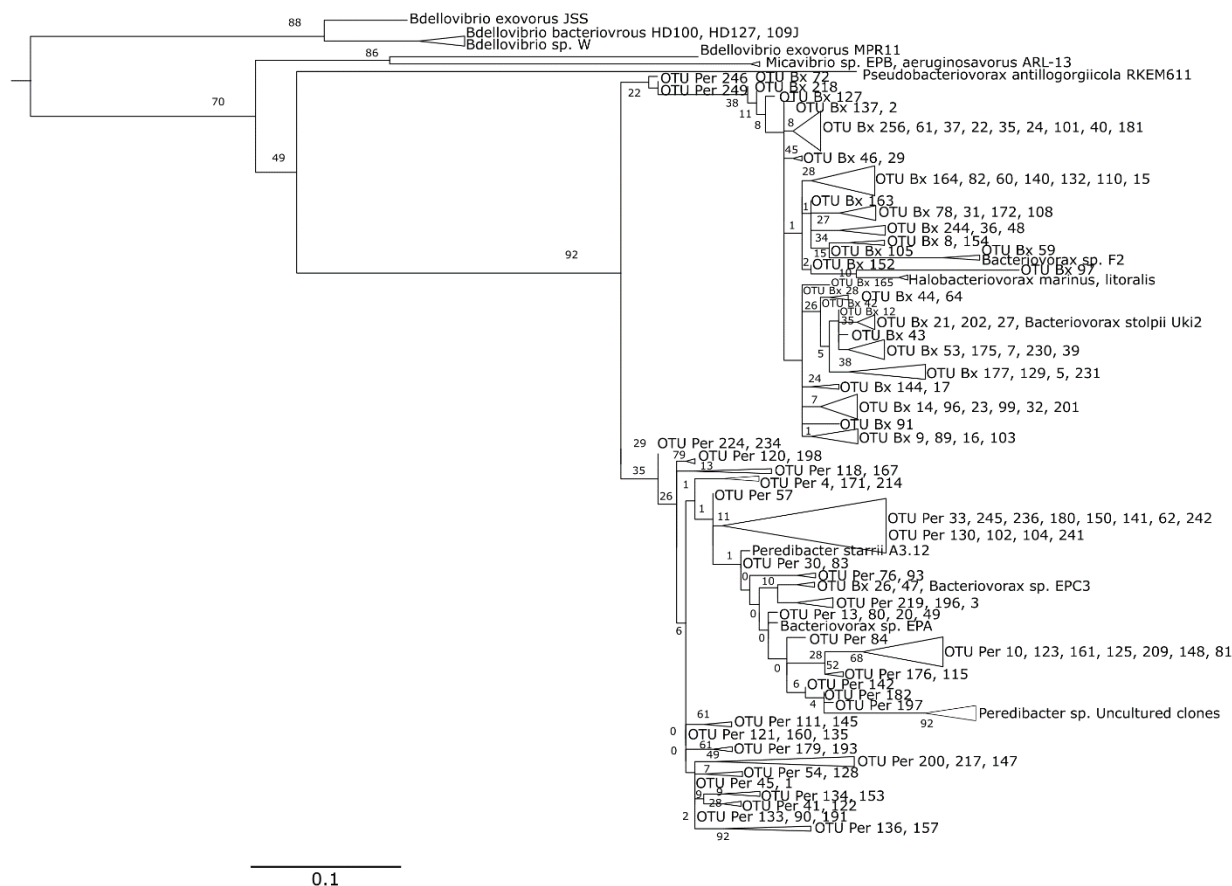 Bdellovibrio exovorus JSS
88
Bdellovibrio bacteriovrous HD100, HD127, 109J
Bdellovibrio sp. W
86
Bdellovibrio exovorus MPR11
Micavibrio sp. EPB, aeruginosavorus ARL-13
Pseudobacteriovorax antillogorgiicola RKEM611
OTU Per 246
OTU Bx 72
22
OTU Per 249
OTU Bx 218
70
38
OTU Bx 127
11
OTU Bx 137, 2
8
8
OTU Bx 256, 61, 37, 22, 35, 24, 101, 40, 181
49
45
OTU Bx 46, 29
28
OTU Bx 164, 82, 60, 140, 132, 110, 15
OTU Bx 163
1
OTU Bx 78, 31, 172, 108
1
27
OTU Bx 244, 36, 48
34
OTU Bx 8, 154
92
15
OTU Bx 105
OTU Bx 59
Bacteriovorax sp. F2
2
OTU Bx 152
10
OTU Bx 97
Halobacteriovorax marinus, litoralis
OTU Bx 165
OTU Bx 28
OTU Bx 44, 64
26
OTU Bx 42
OTU Bx 12
35
OTU Bx 21, 202, 27, Bacteriovorax stolpii Uki2
OTU Bx 43
5
OTU Bx 53, 175, 7, 230, 39
38
OTU Bx 177, 129, 5, 231
24
OTU Bx 144, 17
7
OTU Bx 14, 96, 23, 99, 32, 201
OTU Bx 91
1
OTU Bx 9, 89, 16, 103
29
OTU Per 224, 234
79
OTU Per 120, 198
35
13
OTU Per 118, 167
1
OTU Per 4, 171, 214
26
OTU Per 57
1
11
OTU Per 33, 245, 236, 180, 150, 141, 62, 242
OTU Per 130, 102, 104, 241
1
Peredibacter starrii A3.12
OTU Per 30, 83
0
OTU Per 76, 93
10
OTU Bx 26, 47, Bacteriovorax sp. EPC3
OTU Per 219, 196, 3
0
OTU Per 13, 80, 20, 49
Bacteriovorax sp. EPA
6
0
OTU Per 84
28
68
OTU Per 10, 123, 161, 125, 209, 148, 81
0
52
OTU Per 176, 115
6
OTU Per 142
OTU Per 182
4
OTU Per 197
92
Peredibacter sp. Uncultured clones
61
OTU Per 111, 145
0
OTU Per 121, 160, 135
0
61
OTU Per 179, 193
49
OTU Per 200, 217, 147
7
OTU Per 54, 128
OTU Per 45, 1
9
9
OTU Per 134, 153
28
OTU Per 41, 122
2
OTU Per 133, 90, 191
92
OTU Per 136, 157
0.1